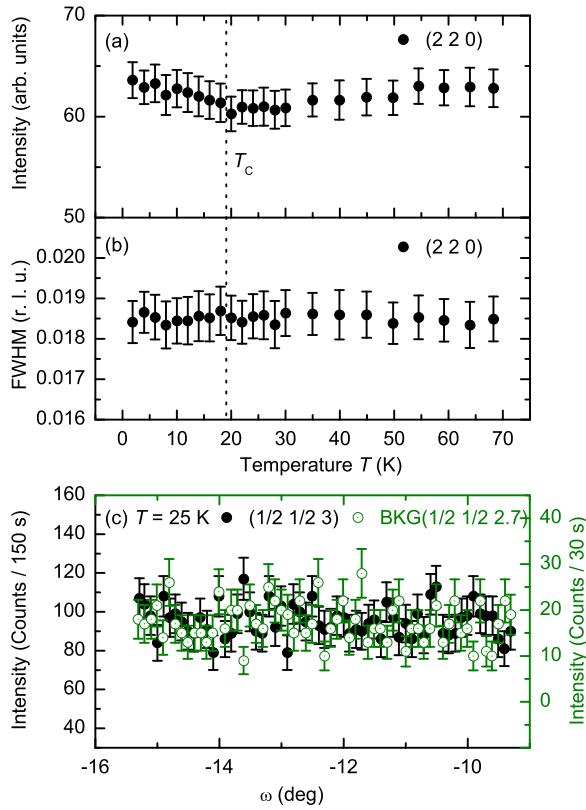 70
(a)
(2 2 0)
60
T_C
50
Intensity (arb. units)
0.020
(b)
(2 2 0)
0.019
0.018
0.017
0.016
FWHM (r. l. u.)
0 10 20 30 40 50 60 70
Temperature T (K)
160
(c) T = 25 K (1/2 1/2 3) BKG(1/2 1/2 2.7)
140
120
100
80
60
40
Intensity (Counts / 150 s)
40
30
20
10
0
Intensity (Counts / 30 s)
-16 -14 -12 -10
ω (deg)